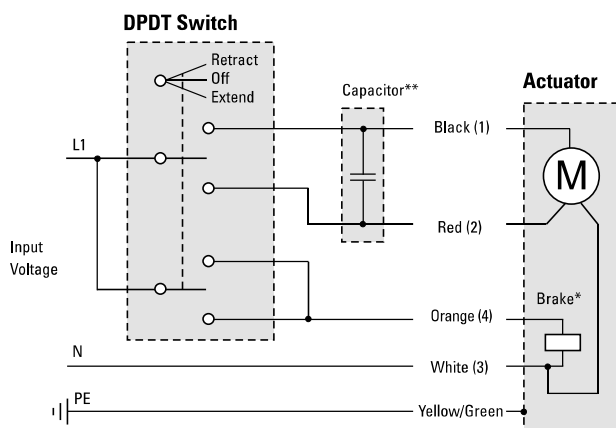 DPDT Switch
Retract
Off
Extend
Capacitor**
Actuator
Black (1)
L1
M
Red (2)
Input
Voltage
Brake*
Orange (4)
N
White (3)
PE
Yellow/Green